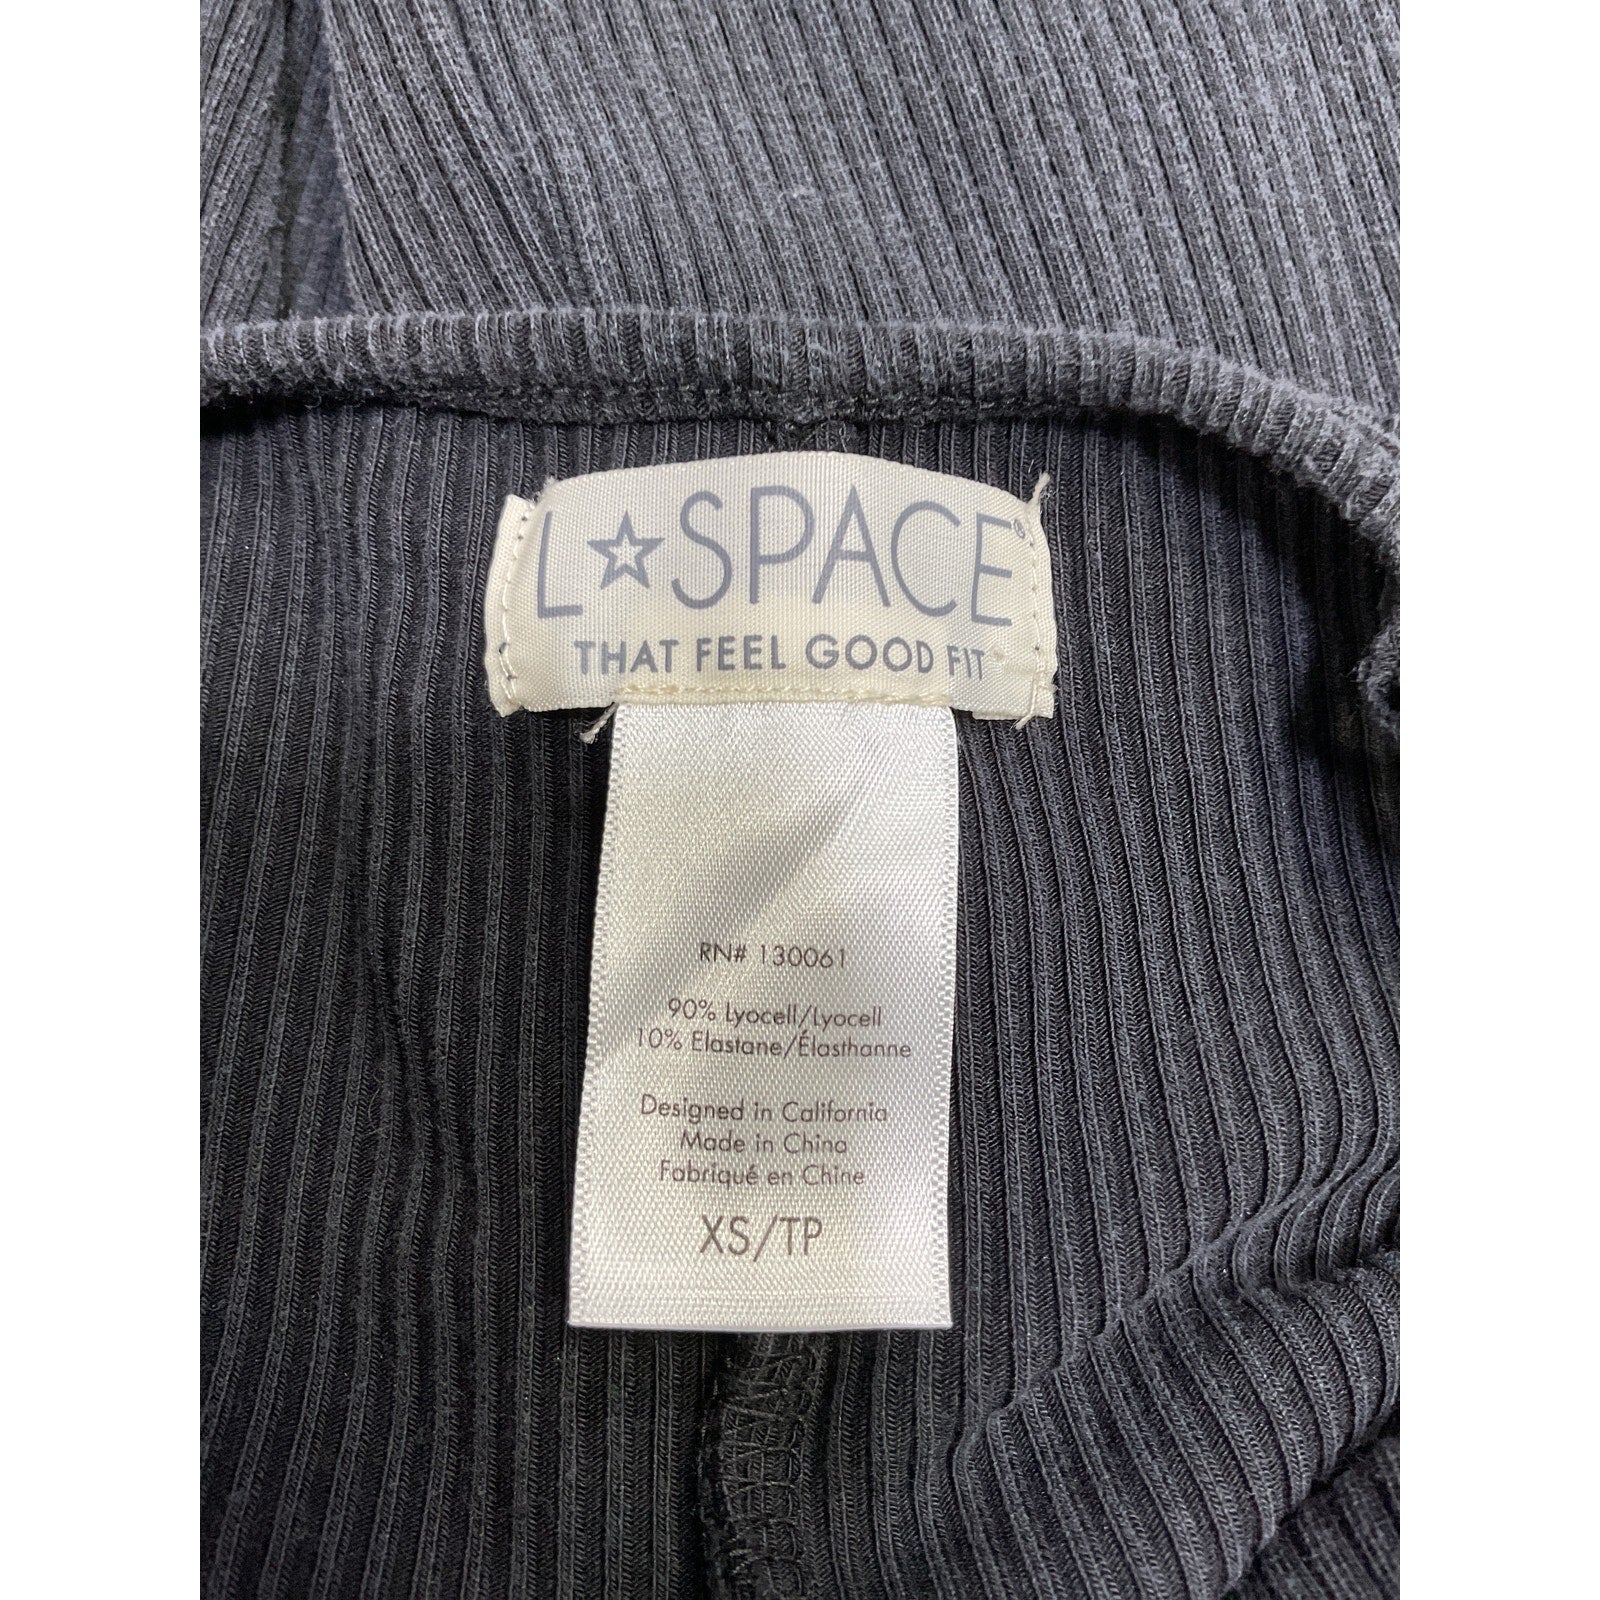 L☆SPACE®
THAT FEEL GOOD FIT
RN# 130061
90% Lyocell/Lyocell
10% Elastane/Élasthanne
Designed in California
Made in China
Fabriqué en Chine
XS/TP